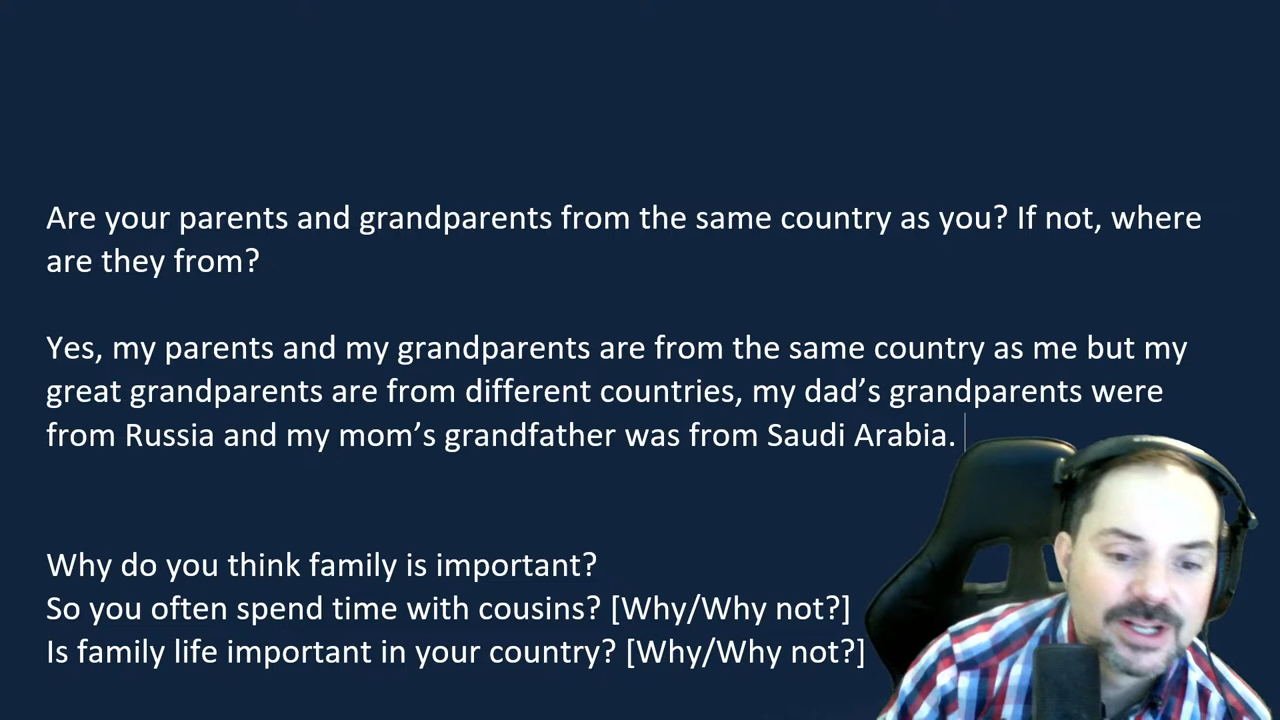 Are your parents and grandparents from the same country as you? If not, where
are they from?
Yes, my parents and my grandparents are from the same country as me but my
great grandparents are from different countries, my dad’s grandparents were
from Russia and my mom’s grandfather was from Saudi Arabia.
Why do you think family is important?
So you often spend time with cousins? [Why/Why not?]
Is family life important in your country? [Why/Why not?]